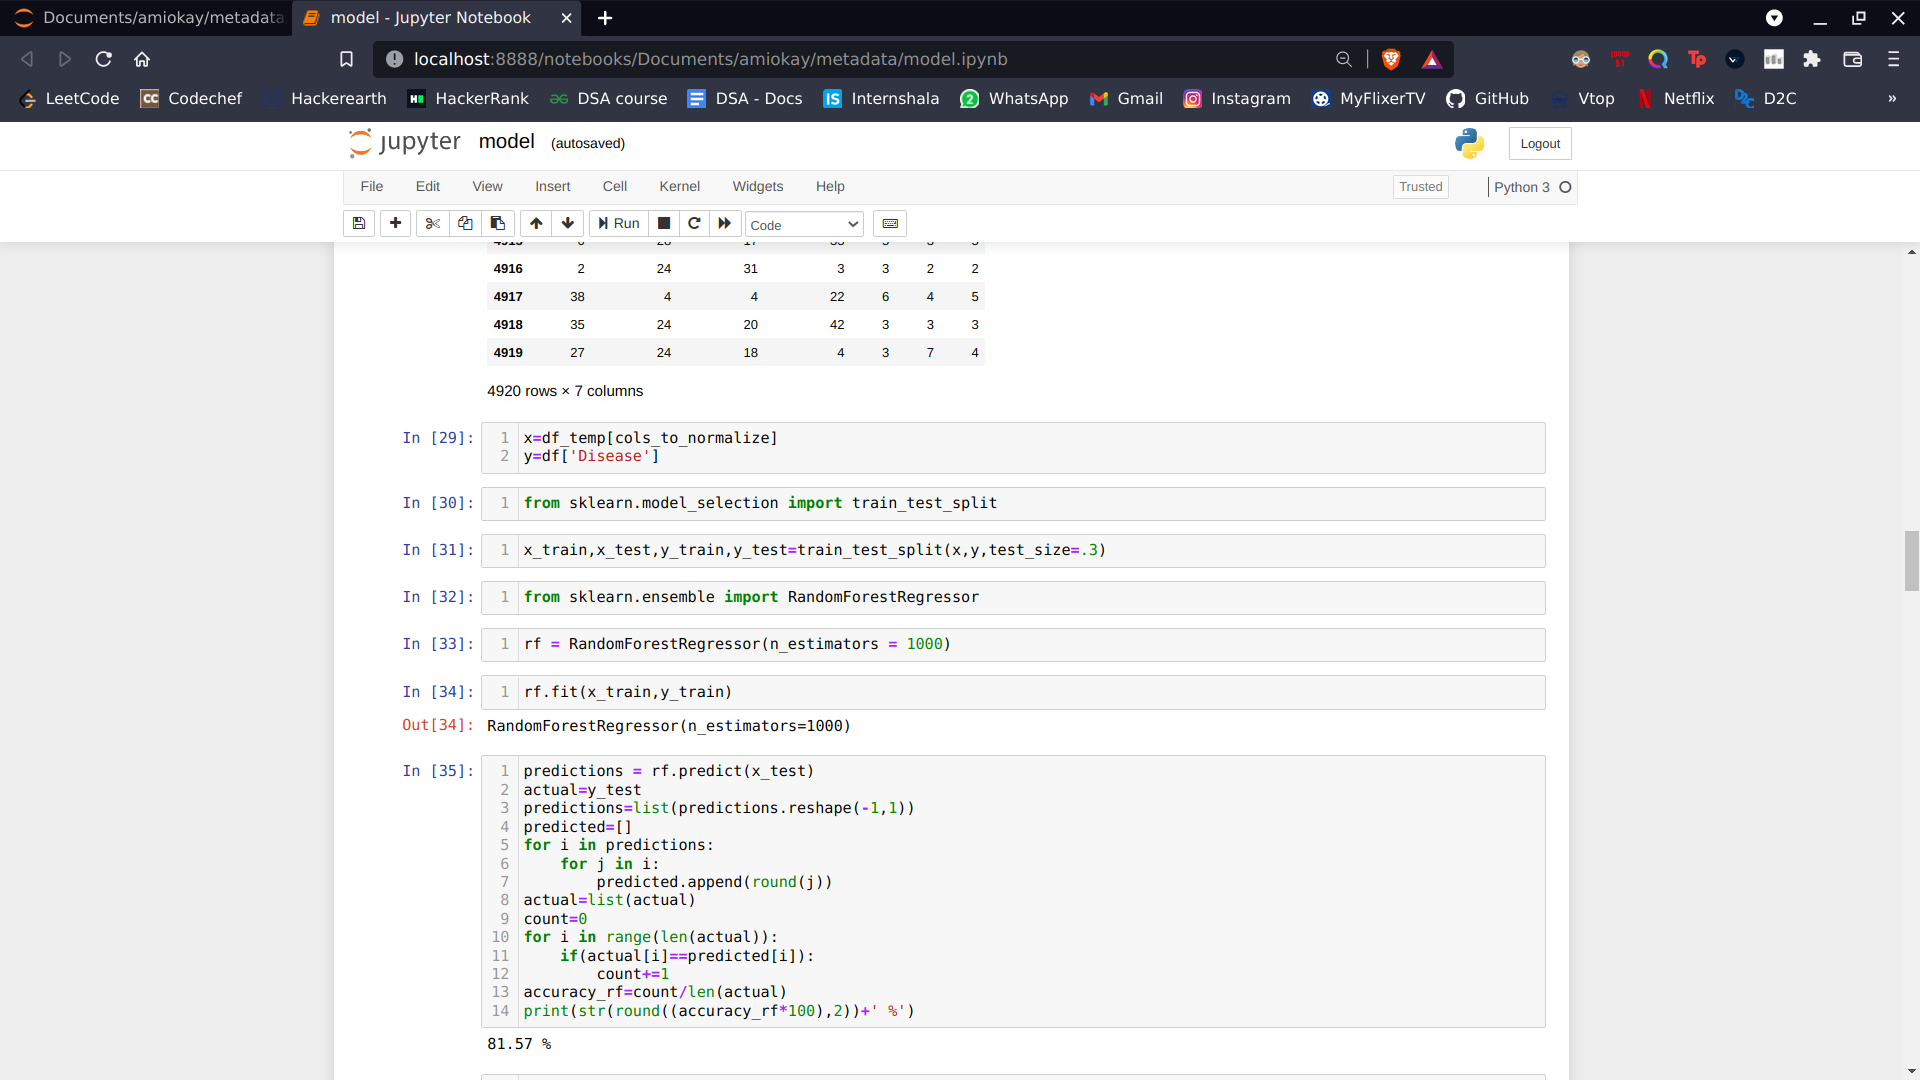 Documents/amiokay/metadata
model - Jupyter Notebook
localhost:8888/notebooks/Documents/amiokay/metadata/model.ipynb
LeetCode Codechef Hackerearth HackerRank DSA course DSA - Docs Internshala WhatsApp Gmail Instagram MyFlixerTV GitHub Vtop Netflix D2C »
jupyter model (autosaved)
Logout
File Edit View Insert Cell Kernel Widgets Help
Trusted Python 3
Run Code
4916 2 24 31 3 3 2 2
4917 38 4 4 22 6 4 5
4918 35 24 20 42 3 3 3
4919 27 24 18 4 3 7 4
4920 rows × 7 columns
In [29]: 1 x=df_temp[cols_to_normalize]
2 y=df['Disease']
In [30]: 1 from sklearn.model_selection import train_test_split
In [31]: 1 x_train,x_test,y_train,y_test=train_test_split(x,y,test_size=.3)
In [32]: 1 from sklearn.ensemble import RandomForestRegressor
In [33]: 1 rf = RandomForestRegressor(n_estimators = 1000)
In [34]: 1 rf.fit(x_train,y_train)
Out[34]: RandomForestRegressor(n_estimators=1000)
In [35]: 1 predictions = rf.predict(x_test)
2 actual=y_test
3 predictions=list(predictions.reshape(-1,1))
4 predicted=[]
5 for i in predictions:
6     for j in i:
7         predicted.append(round(j))
8 actual=list(actual)
9 count=0
10 for i in range(len(actual)):
11     if(actual[i]==predicted[i]):
12         count+=1
13 accuracy_rf=count/len(actual)
14 print(str(round((accuracy_rf*100),2))+' %')
81.57 %